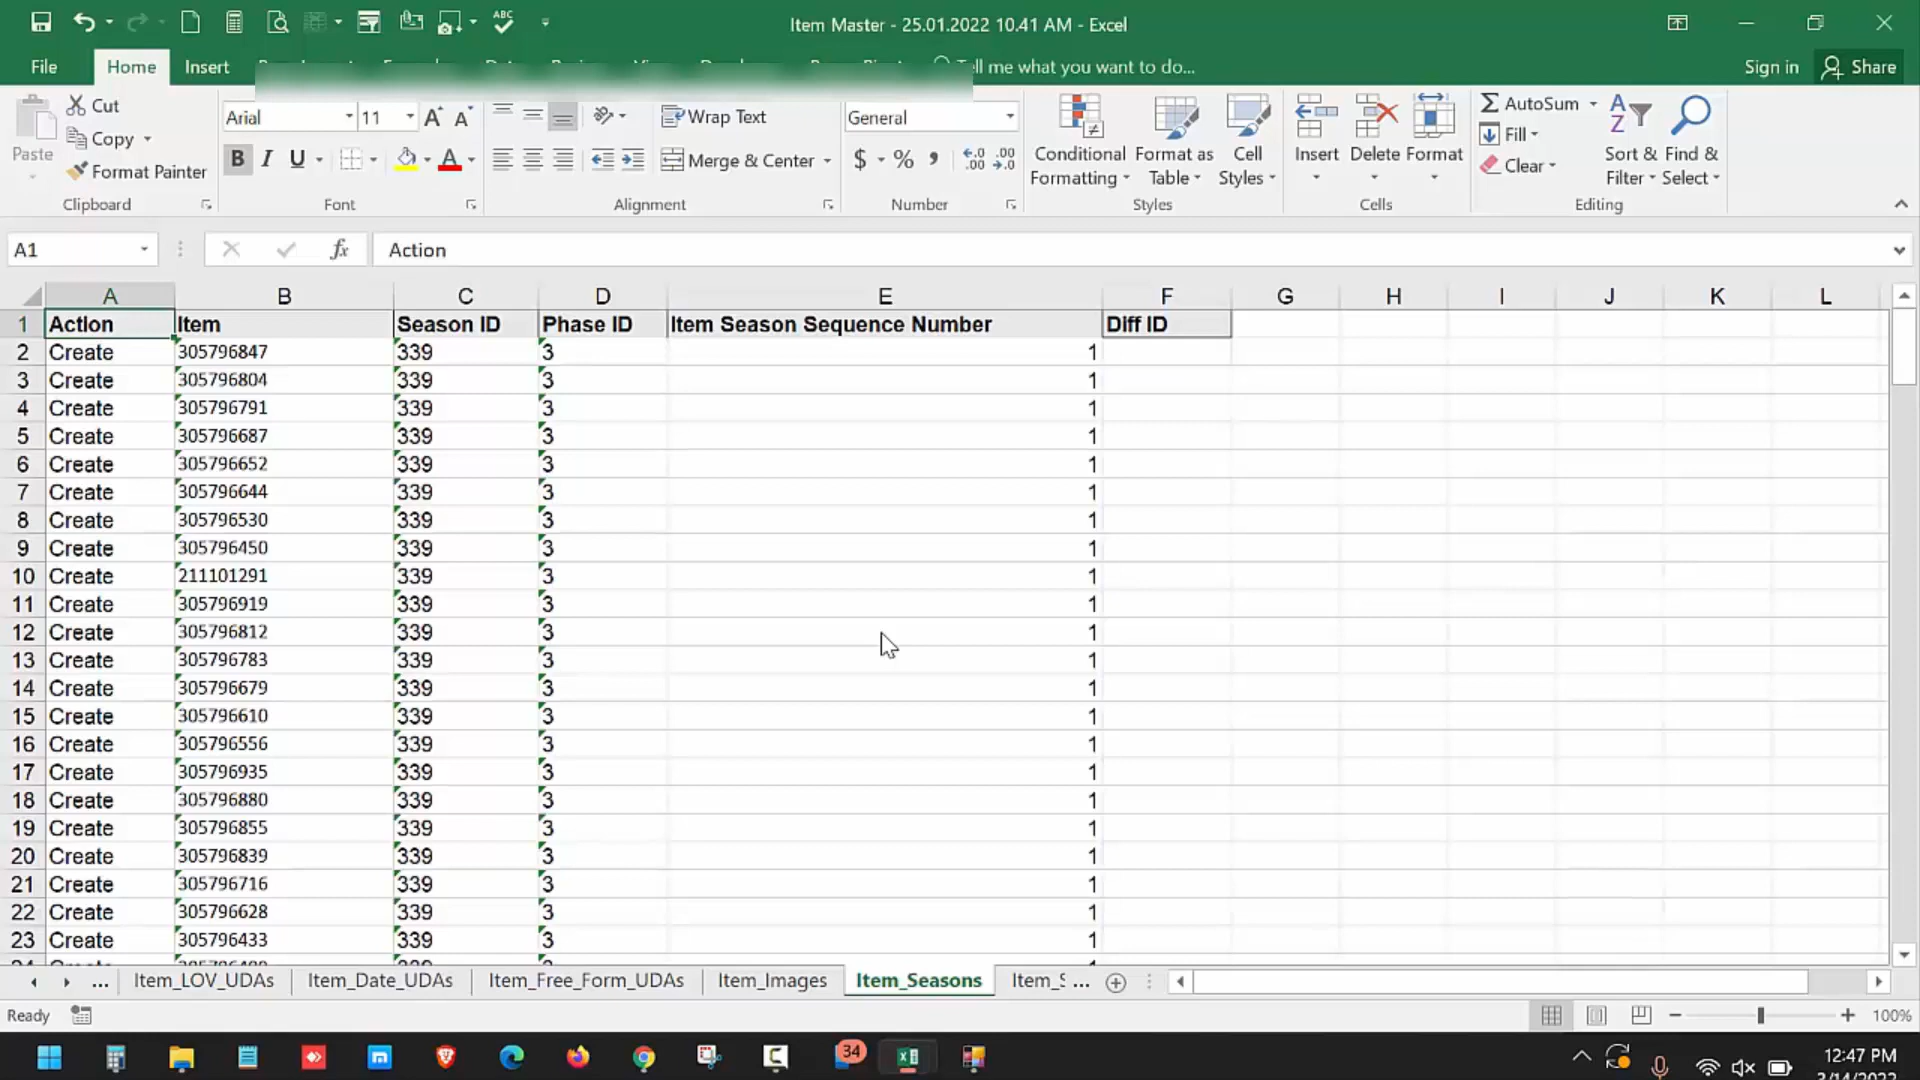 ABC
Item Master - 25.01.2022 10.41 AM - Excel
File Home Insert Tell me what you want to do... Sign in Share
Paste Cut Copy Format Painter Clipboard
Arial 11 B I U A Font
Wrap Text Merge & Center Alignment
General $ % Number
Conditional Formatting Format as Table Cell Styles Styles
Insert Delete Format Cells
AutoSum Fill Clear Sort & Filter Find & Select Editing
A1 fx Action
A B C D E F G H I J K L
1 Action Item Season ID Phase ID Item Season Sequence Number Diff ID
2 Create 305796847 339 3 1
3 Create 305796804 339 3 1
4 Create 305796791 339 3 1
5 Create 305796687 339 3 1
6 Create 305796652 339 3 1
7 Create 305796644 339 3 1
8 Create 305796530 339 3 1
9 Create 305796450 339 3 1
10 Create 211101291 339 3 1
11 Create 305796919 339 3 1
12 Create 305796812 339 3 1
13 Create 305796783 339 3 1
14 Create 305796679 339 3 1
15 Create 305796610 339 3 1
16 Create 305796556 339 3 1
17 Create 305796935 339 3 1
18 Create 305796880 339 3 1
19 Create 305796855 339 3 1
20 Create 305796839 339 3 1
21 Create 305796716 339 3 1
22 Create 305796628 339 3 1
23 Create 305796433 339 3 1
... Item_LOV_UDAs Item_Date_UDAs Item_Free_Form_UDAs Item_Images Item_Seasons Item_S ...
Ready 100%
34 12:47 PM
3/14/2022